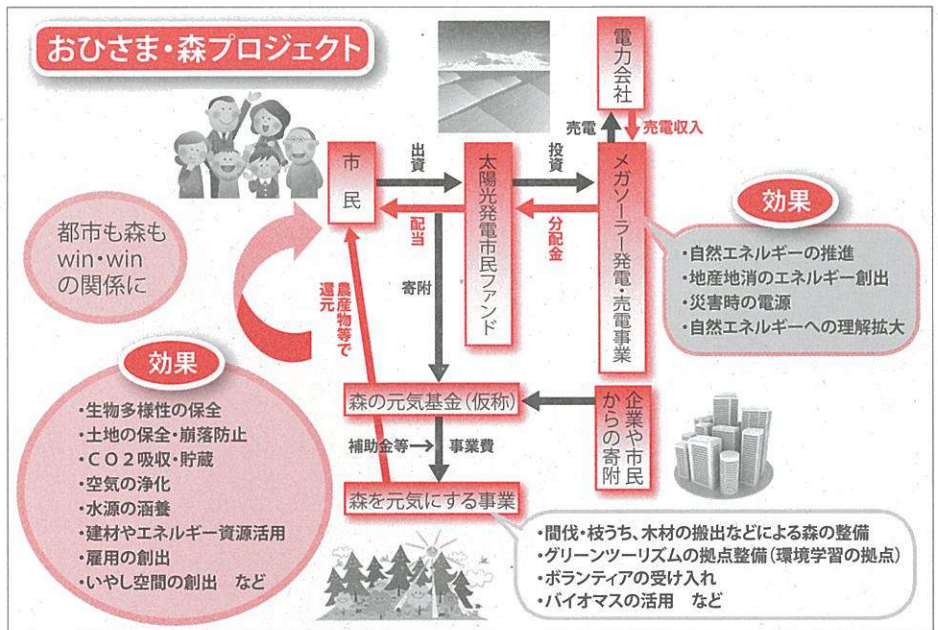 おひさま・森プロジェクト
電力会社
売電
売電収入
市民
出資
配当
太陽光発電市民ファンド
投資
分配金
メガソーラー発電・売電事業
効果
・自然エネルギーの推進
・地産地消のエネルギー創出
・災害時の電源
・自然エネルギーへの理解拡大
都市も森も
win・win
の関係に
農産物等で
還元
寄附
森の元気基金(仮称)
企業や市民
からの寄附
補助金等→
事業費
森を元気にする事業
・間伐・枝うち、木材の搬出などによる森の整備
・グリーンツーリズムの拠点整備(環境学習の拠点)
・ボランティアの受け入れ
・バイオマスの活用 など
効果
・生物多様性の保全
・土地の保全・崩落防止
・CO2吸収・貯蔵
・空気の浄化
・水源の涵養
・建材やエネルギー資源活用
・雇用の創出
・いやし空間の創出 など